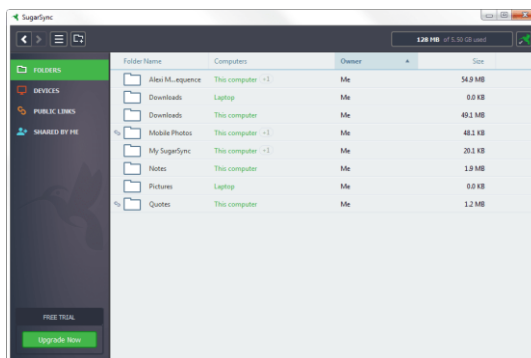 SugarSync
128 MB of 5.50 GB used
FOLDERS
DEVICES
PUBLIC LINKS
SHARED BY ME
FREE TRIAL
Upgrade Now
Folder Name Computers Owner Size
Alexi M...equence This computer +1 Me 54.9 MB
Downloads Laptop Me 0.0 KB
Downloads This computer Me 49.1 MB
Mobile Photos This computer +1 Me 48.1 KB
My SugarSync This computer +1 Me 20.1 KB
Notes This computer Me 1.9 MB
Pictures Laptop Me 0.0 KB
Quotes This computer Me 1.2 MB